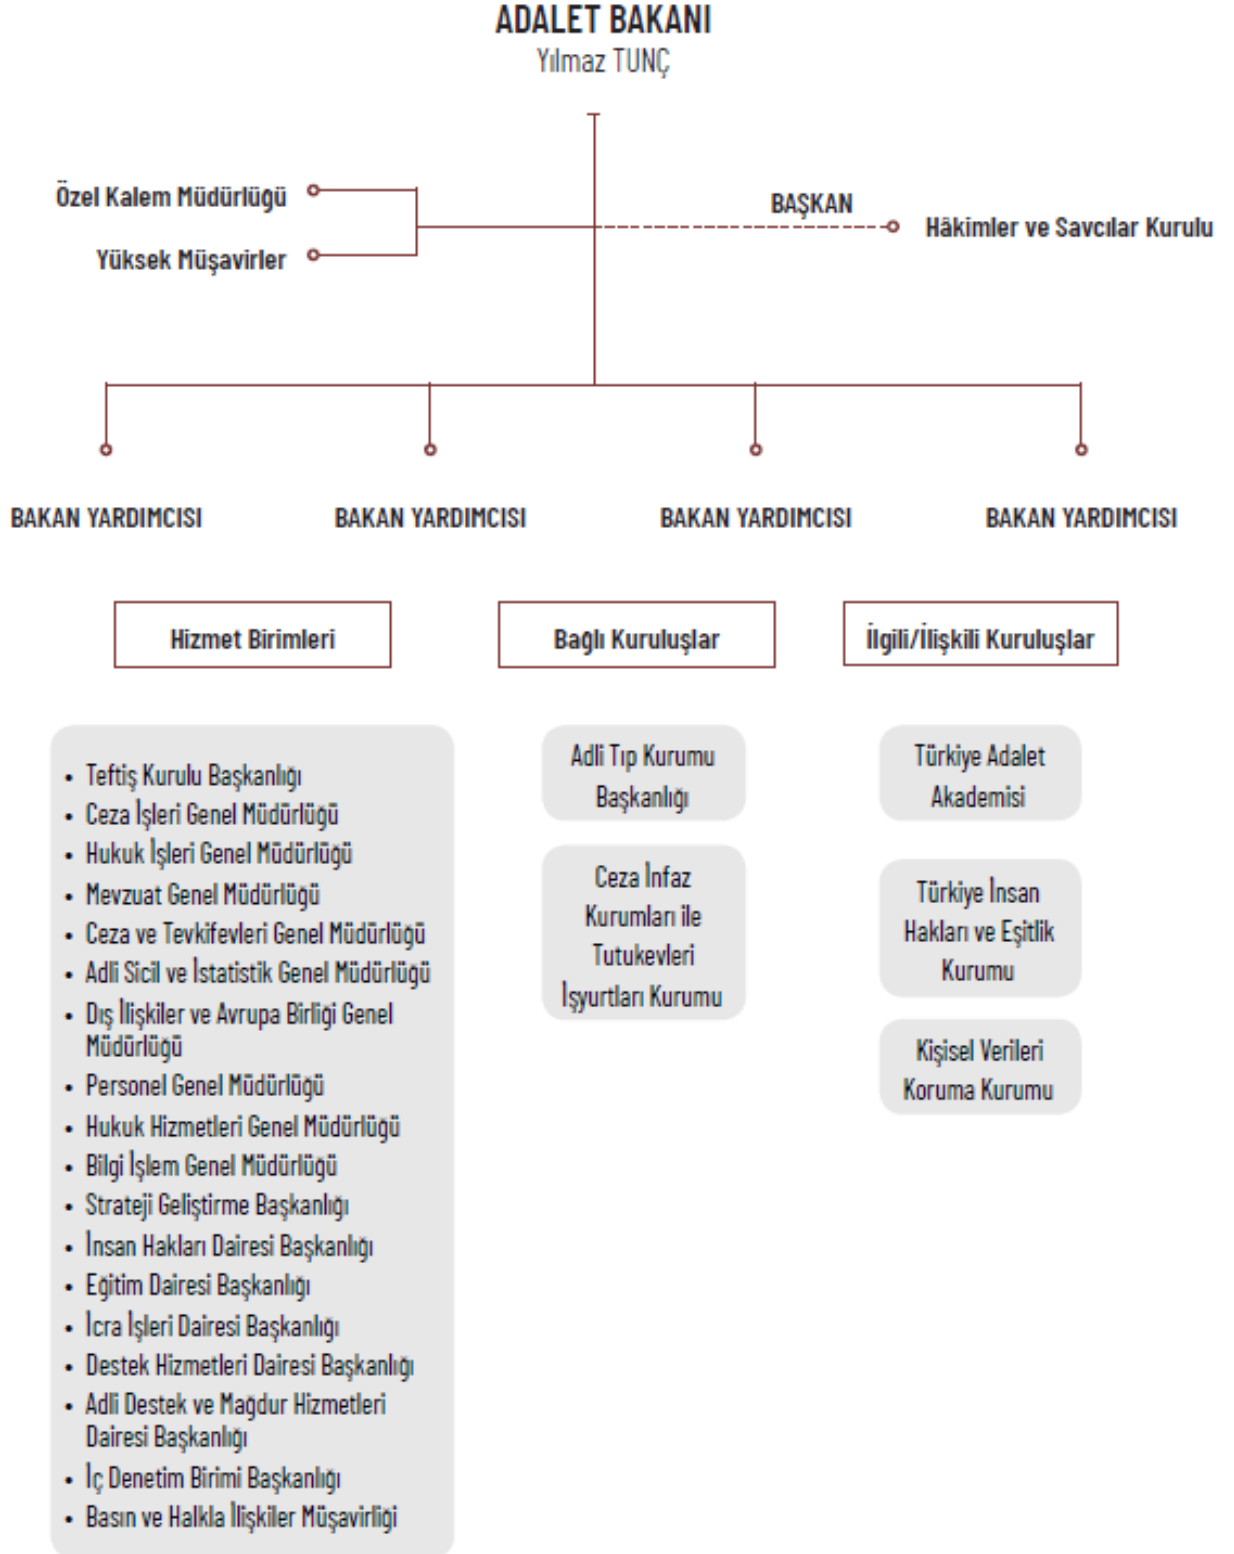 ADALET BAKANI
Yılmaz TUNÇ
Özel Kalem Müdürlüğü
Yüksek Müşavirler
BAŞKAN
Hâkimler ve Savcılar Kurulu
BAKAN YARDIMCISI
BAKAN YARDIMCISI
BAKAN YARDIMCISI
BAKAN YARDIMCISI
Hizmet Birimleri
• Teftiş Kurulu Başkanlığı
• Ceza İşleri Genel Müdürlüğü
• Hukuk İşleri Genel Müdürlüğü
• Mevzuat Genel Müdürlüğü
• Ceza ve Tevkifevleri Genel Müdürlüğü
• Adli Sicil ve İstatistik Genel Müdürlüğü
• Dış İlişkiler ve Avrupa Birliği Genel
Müdürlüğü
• Personel Genel Müdürlüğü
• Hukuk Hizmetleri Genel Müdürlüğü
• Bilgi İşlem Genel Müdürlüğü
• Strateji Geliştirme Başkanlığı
• İnsan Hakları Dairesi Başkanlığı
• Eğitim Dairesi Başkanlığı
• İcra İşleri Dairesi Başkanlığı
• Destek Hizmetleri Dairesi Başkanlığı
• Adli Destek ve Mağdur Hizmetleri
Dairesi Başkanlığı
• İç Denetim Birimi Başkanlığı
• Basın ve Halkla İlişkiler Müşavirliği
Bağlı Kuruluşlar
Adli Tıp Kurumu
Başkanlığı
Ceza İnfaz
Kurumları ile
Tutukevleri
İşyurtları Kurumu
İlgili/İlişkili Kuruluşlar
Türkiye Adalet
Akademisi
Türkiye İnsan
Hakları ve Eşitlik
Kurumu
Kişisel Verileri
Koruma Kurumu